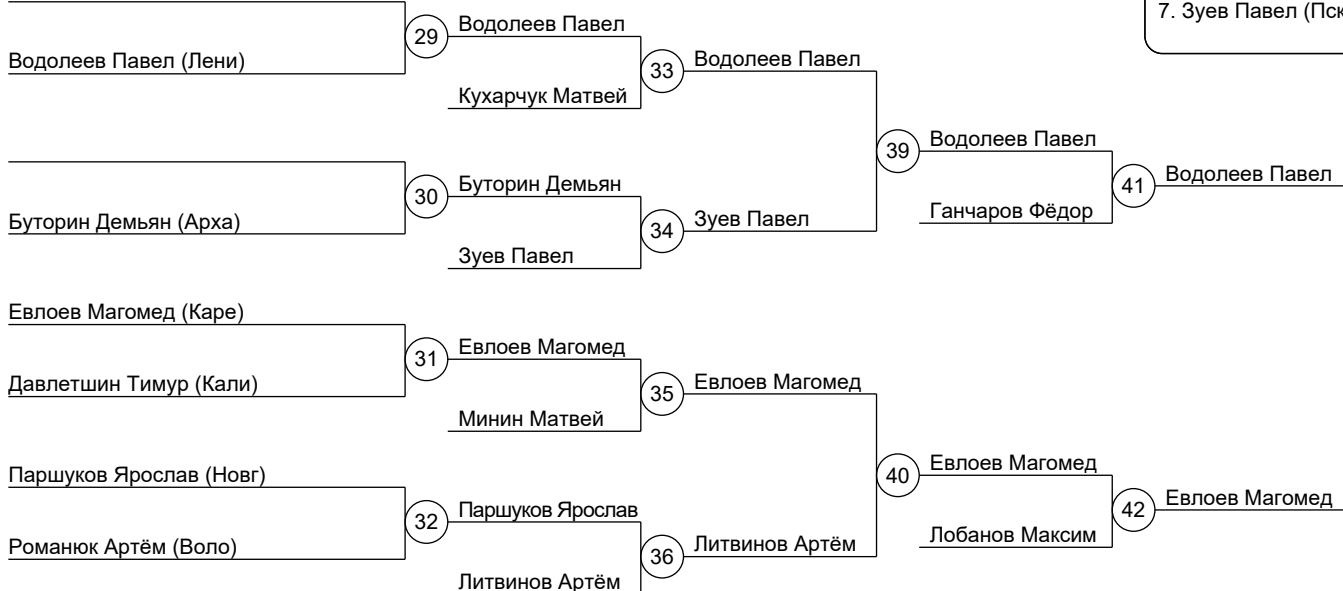 7. Зуев Павел (Пск
29
Водолеев Павел
Водолеев Павел (Лени)
33
Водолеев Павел
Кухарчук Матвей
39
Водолеев Павел
30
Буторин Демьян
41
Водолеев Павел
Буторин Демьян (Арха)
34
Зуев Павел
Ганчаров Фёдор
Зуев Павел
Евлоев Магомед (Каре)
31
Евлоев Магомед
Давлетшин Тимур (Кали)
35
Евлоев Магомед
Минин Матвей
Паршуков Ярослав (Новг)
40
Евлоев Магомед
32
Паршуков Ярослав
42
Евлоев Магомед
Романюк Артём (Воло)
36
Литвинов Артём
Лобанов Максим
Литвинов Артём